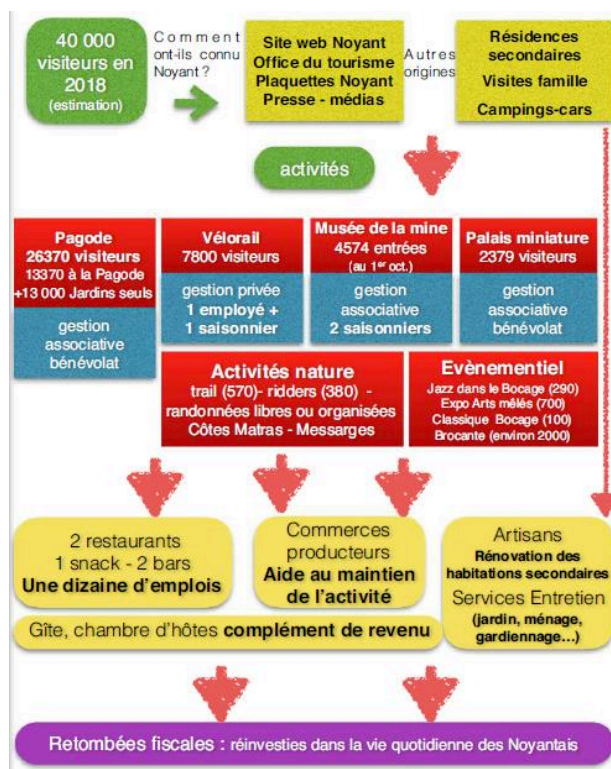 40 000
visiteurs en
2018
(estimation)
Comment
ont-ils connu
Noyant ?
Site web Noyant
Office du tourisme
Plaquettes Noyant
Presse - médias
Autres
origines
Résidences
secondaires
Visites famille
Campings-cars
activités
Pagode
26370 visiteurs
13370 à la Pagode
+13 000 Jardins seuls
gestion
associative
bénévolat
Vélorail
7800 visiteurs
gestion privée
1 employé +
1 saisonnier
Musée de la mine
4574 entrées
(au 1er oct.)
gestion
associative
2 saisonniers
Palais miniature
2379 visiteurs
gestion
associative
bénévolat
Activités nature
trail (570)- ridders (380) -
randonnées libres ou organisées
Côtes Matras - Messarges
Evènementiel
Jazz dans le Bocage (290)
Expo Arts mêlés (700)
Classique Bocage (100)
Brocante (environ 2000)
2 restaurants
1 snack - 2 bars
Une dizaine d'emplois
Commerces
producteurs
Aide au maintien
de l'activité
Artisans
Rénovation des
habitations secondaires
Services Entretien
(jardin, ménage,
gardiennage...)
Gîte, chambre d'hôtes complément de revenu
Retombées fiscales : réinvesties dans la vie quotidienne des Noyantais